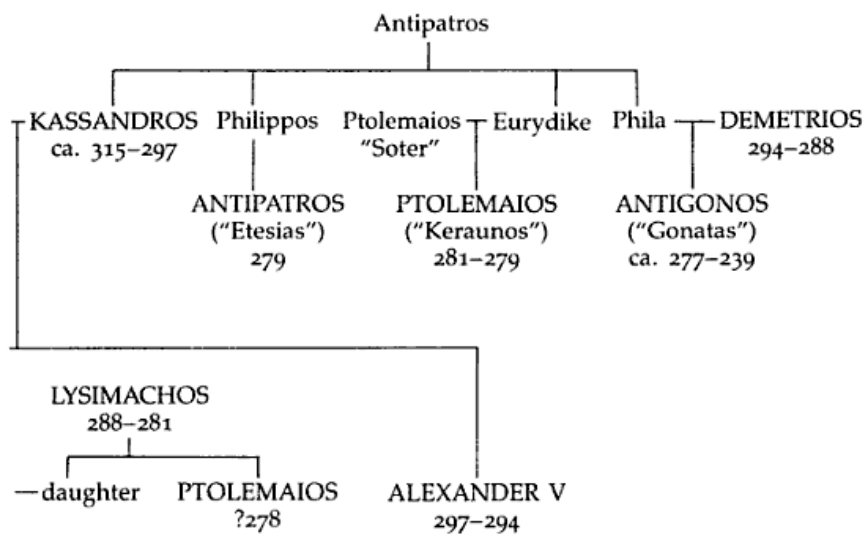 Antipatros
KASSANDROS Philippos Ptolemaios Eurydike Phila DEMETRIOS
ca. 315–297 "Soter" 294–288
ANTIPATROS PTOLEMAIOS ANTIGONOS
("Etesias") ("Keraunos") ("Gonatas")
279 281–279 ca. 277–239
LYSIMACHOS
288–281
daughter PTOLEMAIOS ALEXANDER V
?278 297–294